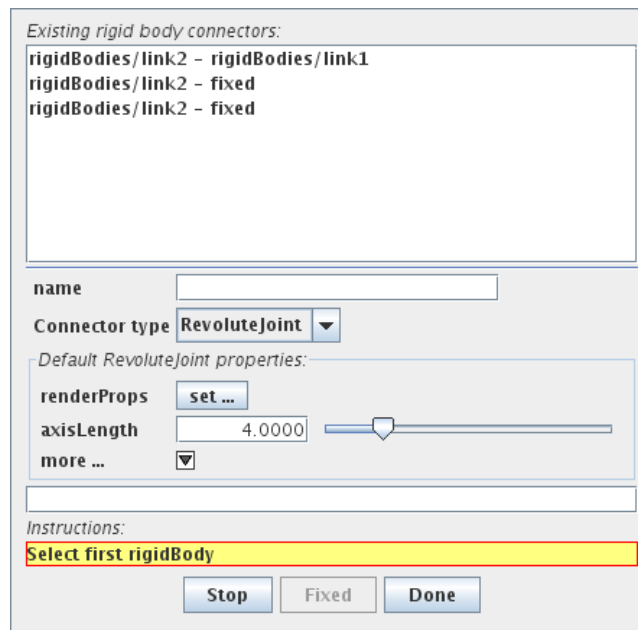 Existing rigid body connectors:
rigidBodies/link2 – rigidBodies/link1
rigidBodies/link2 – fixed
rigidBodies/link2 – fixed
name
Connector type RevoluteJoint
Default RevoluteJoint properties:
renderProps set ...
axisLength 4.0000
more ...
Instructions:
Select first rigidBody
Stop Fixed Done